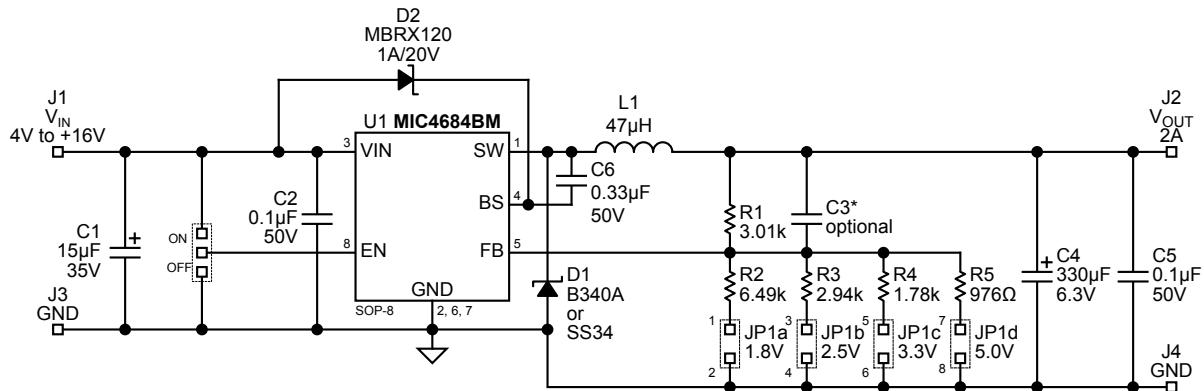 D2
MBRX120
1A/20V
J1
VIN
4V to +16V
U1 MIC4684BM
L1
47µH
J2
VOUT
2A
3
VIN
SW
1
C6
0.33µF
50V
BS
4
C2
0.1µF
50V
R1
3.01k
C3*
optional
C1
15µF
35V
+
ON
OFF
8
EN
FB
5
D1
B340A
or
SS34
R2
6.49k
R3
2.94k
R4
1.78k
R5
976Ω
+
C4
330µF
6.3V
C5
0.1µF
50V
J3
GND
GND
SOP-8
2, 6, 7
1
JP1a
1.8V
2
3
JP1b
2.5V
4
5
JP1c
3.3V
6
7
JP1d
5.0V
8
J4
GND